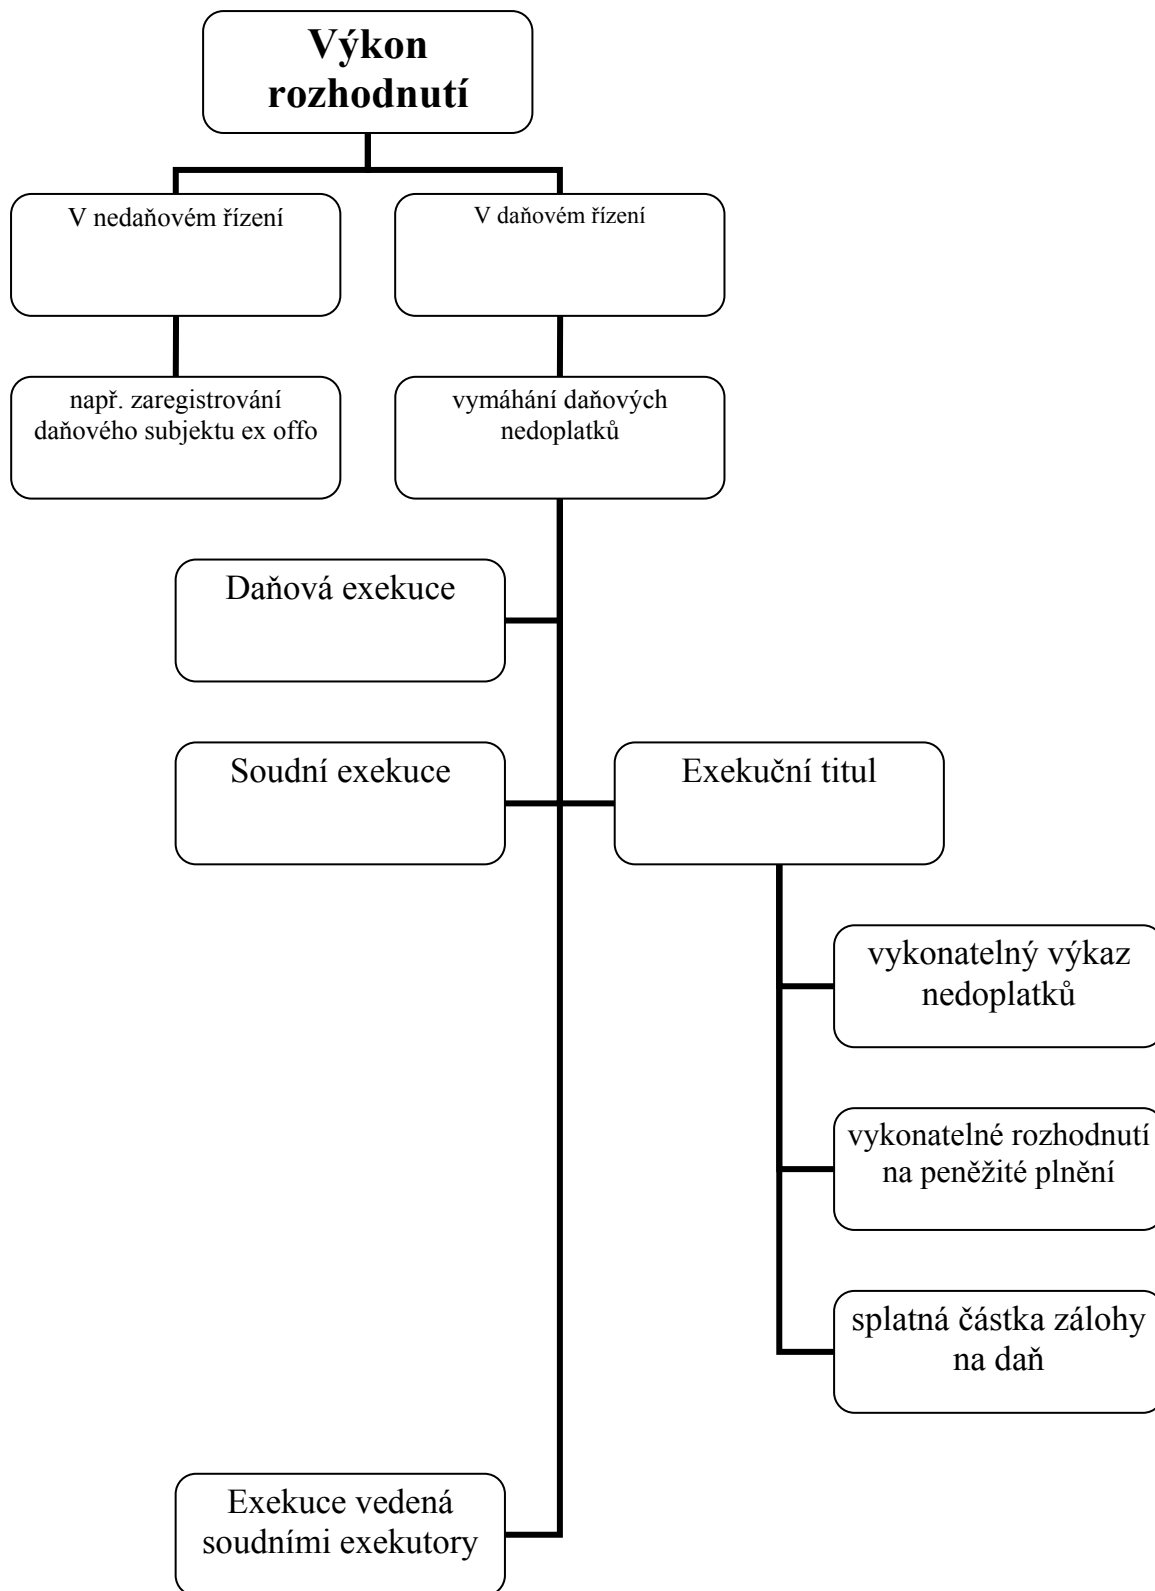 Výkon
rozhodnutí
V nedaňovém řízení
V daňovém řízení
např. zaregistrování
daňového subjektu ex offo
vymáhání daňových
nedoplatků
Daňová exekuce
Soudní exekuce
Exekuční titul
vykonatelný výkaz
nedoplatků
vykonatelné rozhodnutí
na peněžité plnění
splatná částka zálohy
na daň
Exekuce vedená
soudními exekutory